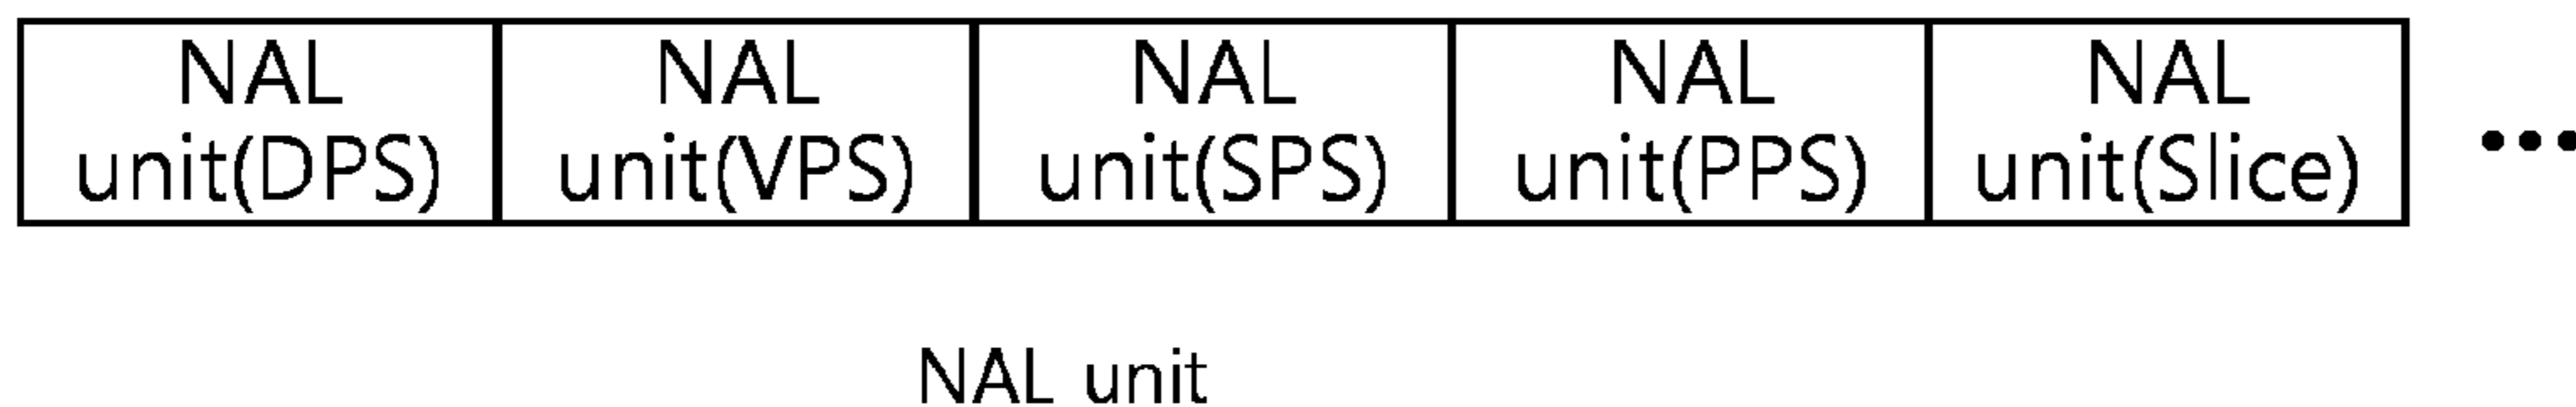 NAL
unit(DPS)
NAL
unit(VPS)
NAL
unit(SPS)
NAL
unit(PPS)
NAL
unit(Slice)
•••
NAL unit